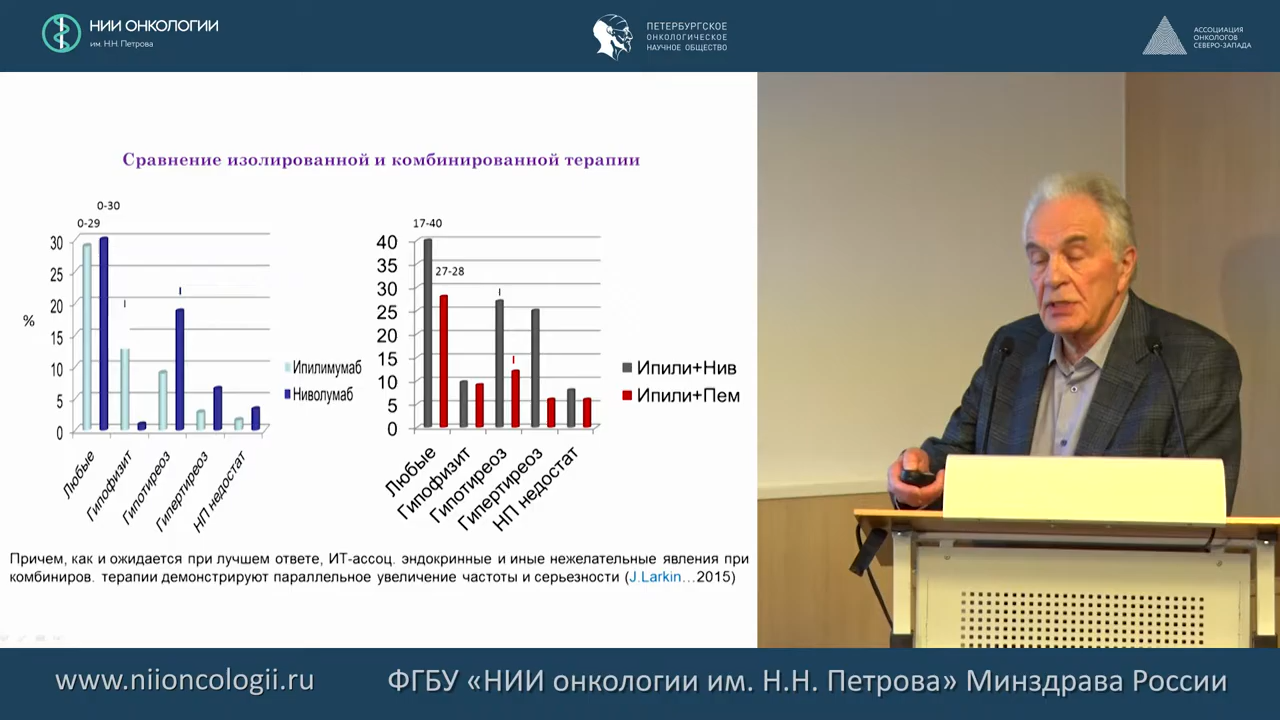 НИИ ОНКОЛОГИИ
им. Н.Н. Петрова
ПЕТЕРБУРГСКОЕ
ОНКОЛОГИЧЕСКОЕ
НАУЧНОЕ ОБЩЕСТВО
АССОЦИАЦИЯ
ОНКОЛОГОВ
СЕВЕРО-ЗАПАДА
Сравнение изолированной и комбинированной терапии
0-30
0-29
30
25
20
15
10
5
0
%
Любые
Гипофизит
Гипотиреоз
Гипертиреоз
НП недостат
Ипилимумаб
Ниволумаб
17-40
27-28
40
35
30
25
20
15
10
5
0
Любые
Гипофизит
Гипотиреоз
Гипертиреоз
НП недостат
Ипили+Нив
Ипили+Пем
Причем, как и ожидается при лучшем ответе, ИТ-ассоц. эндокринные и иные нежелательные явления при
комбиниров. терапии демонстрируют параллельное увеличение частоты и серьезности (J.Larkin…2015)
www.niioncologii.ru
ФГБУ «НИИ онкологии им. Н.Н. Петрова» Минздрава России